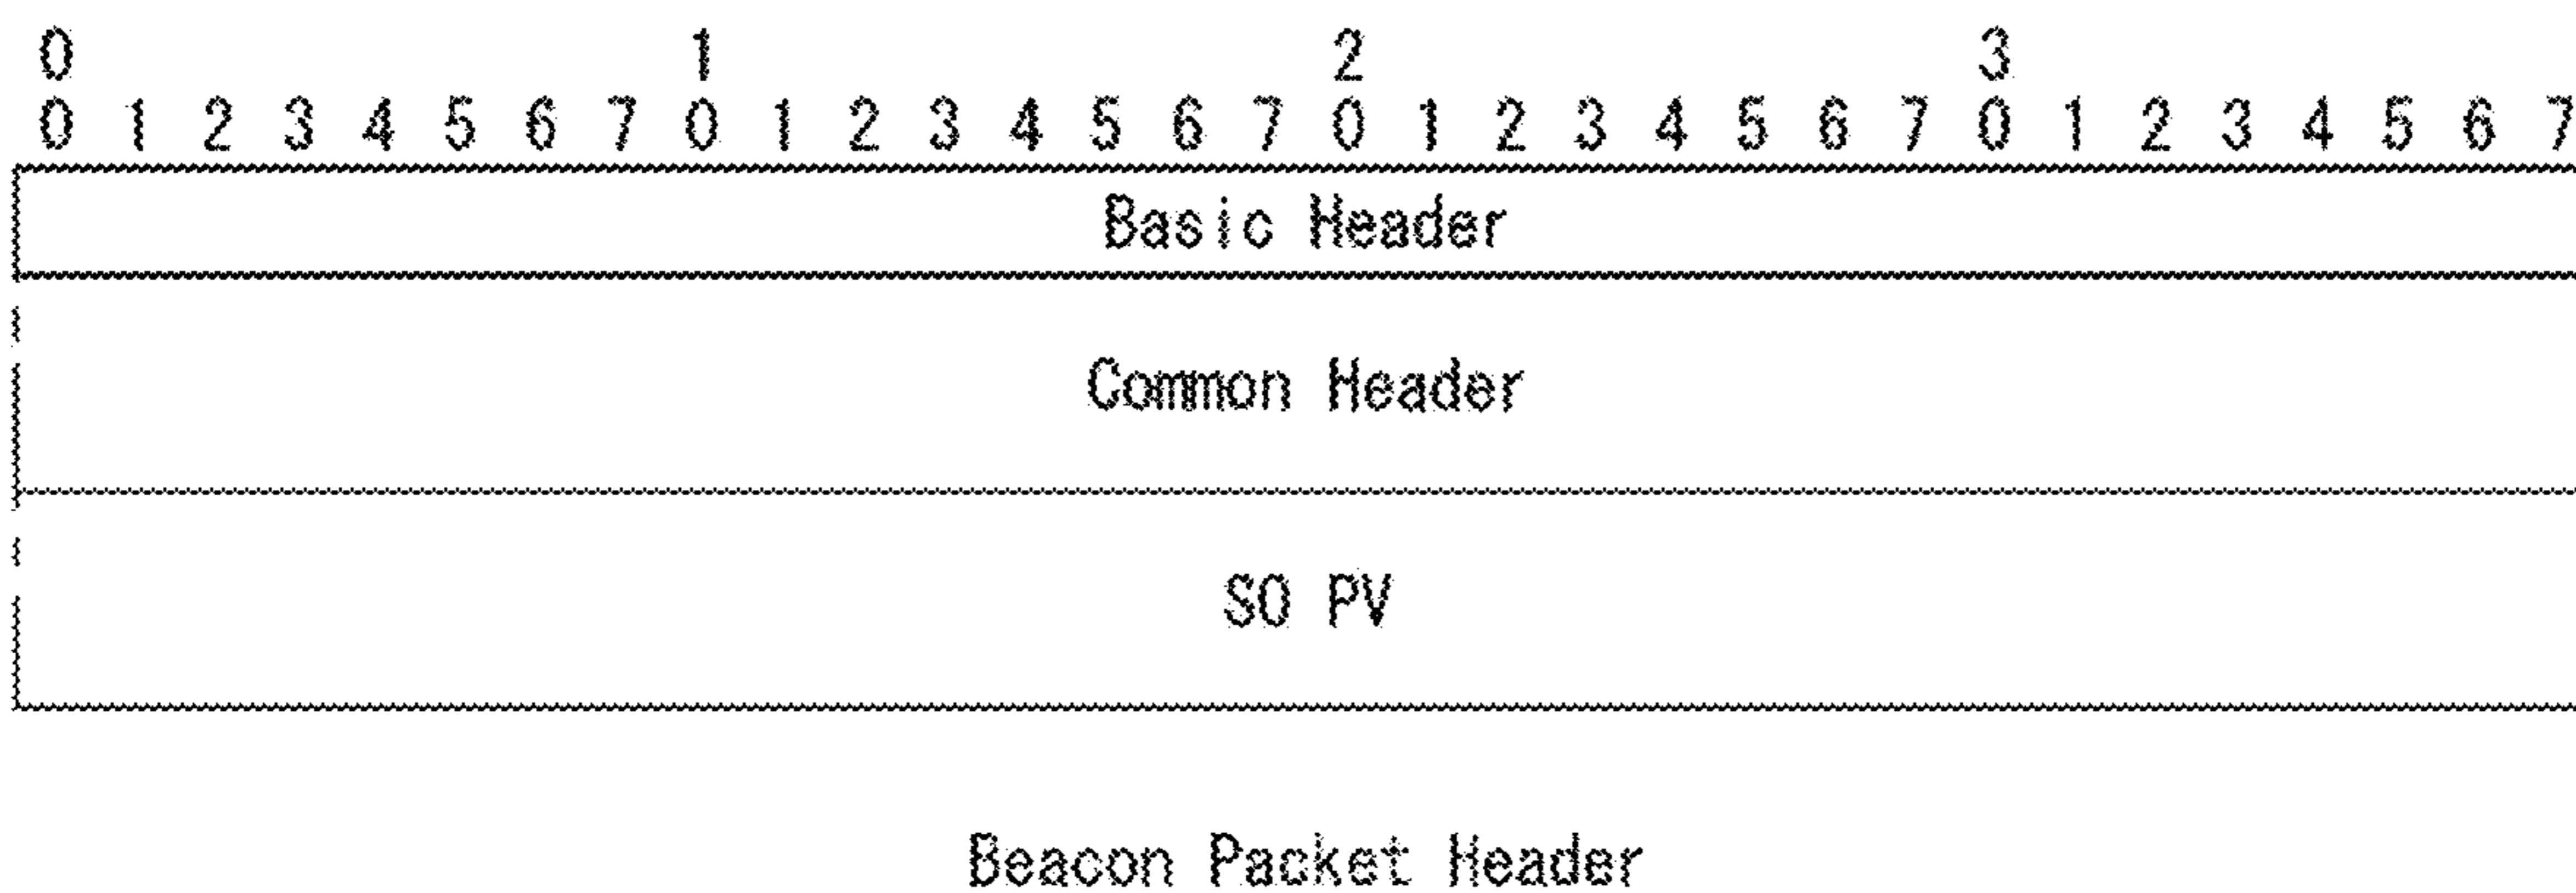 0 1 2 3
0 1 2 3 4 5 6 7 0 1 2 3 4 5 6 7 0 1 2 3 4 5 6 7 0 1 2 3 4 5 6 7
Basic Header
Common Header
SO PV
Beacon Packet Header